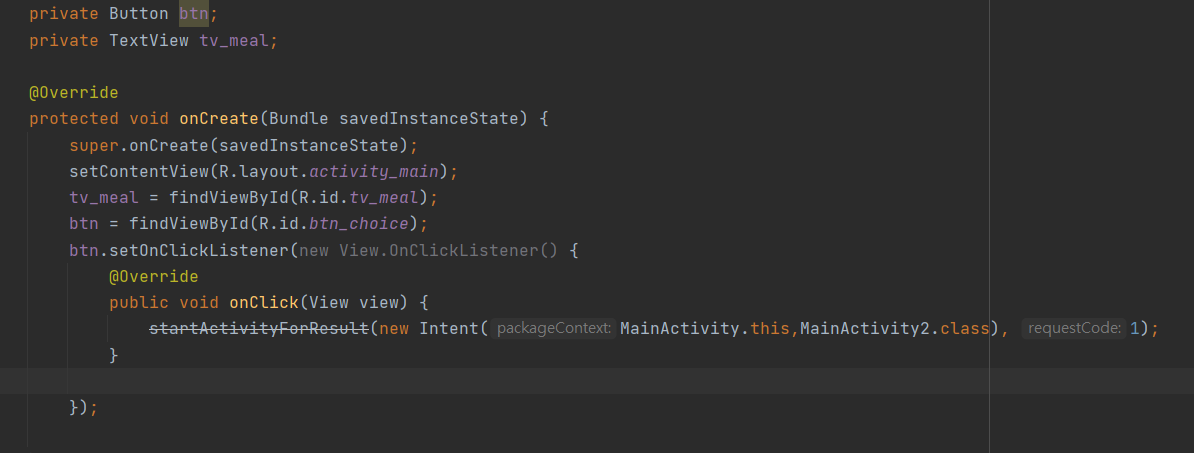 private Button btn;
private TextView tv_meal;
@Override
protected void onCreate(Bundle savedInstanceState) {
super.onCreate(savedInstanceState);
setContentView(R.layout.activity_main);
tv_meal = findViewById(R.id.tv_meal);
btn = findViewById(R.id.btn_choice);
btn.setOnClickListener(new View.OnClickListener() {
@Override
public void onClick(View view) {
startActivityForResult(new Intent( packageContext: MainActivity.this,MainActivity2.class), requestCode: 1);
}
});